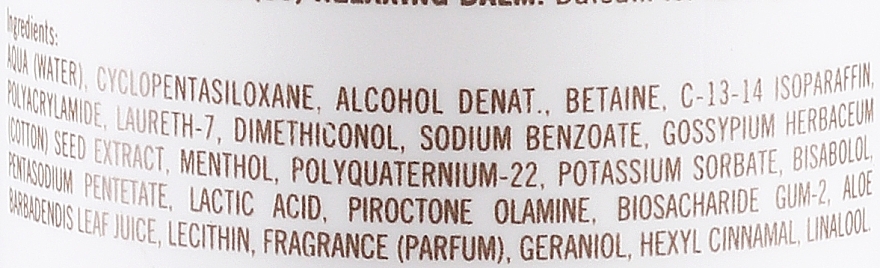 RELAXING BALM:
Ingredients:
AQUA (WATER), CYCLOPENTASILOXANE, ALCOHOL DENAT., BETAINE, C-13-14 ISOPARAFFIN,
POLYACRYLAMIDE, LAURETH-7, DIMETHICONOL, SODIUM BENZOATE, GOSSYPIUM HERBACEUM
(COTTON) SEED EXTRACT, MENTHOL, POLYQUATERNIUM-22, POTASSIUM SORBATE, BISABOLOL,
PENTASODIUM PENTETATE, LACTIC ACID, PIROCTONE OLAMINE, BIOSACHARIDE GUM-2, ALOE
BARBADENDIS LEAF JUICE, LECITHIN, FRAGRANCE (PARFUM), GERANIOL, HEXYL CINNAMAL, LINALOOL.